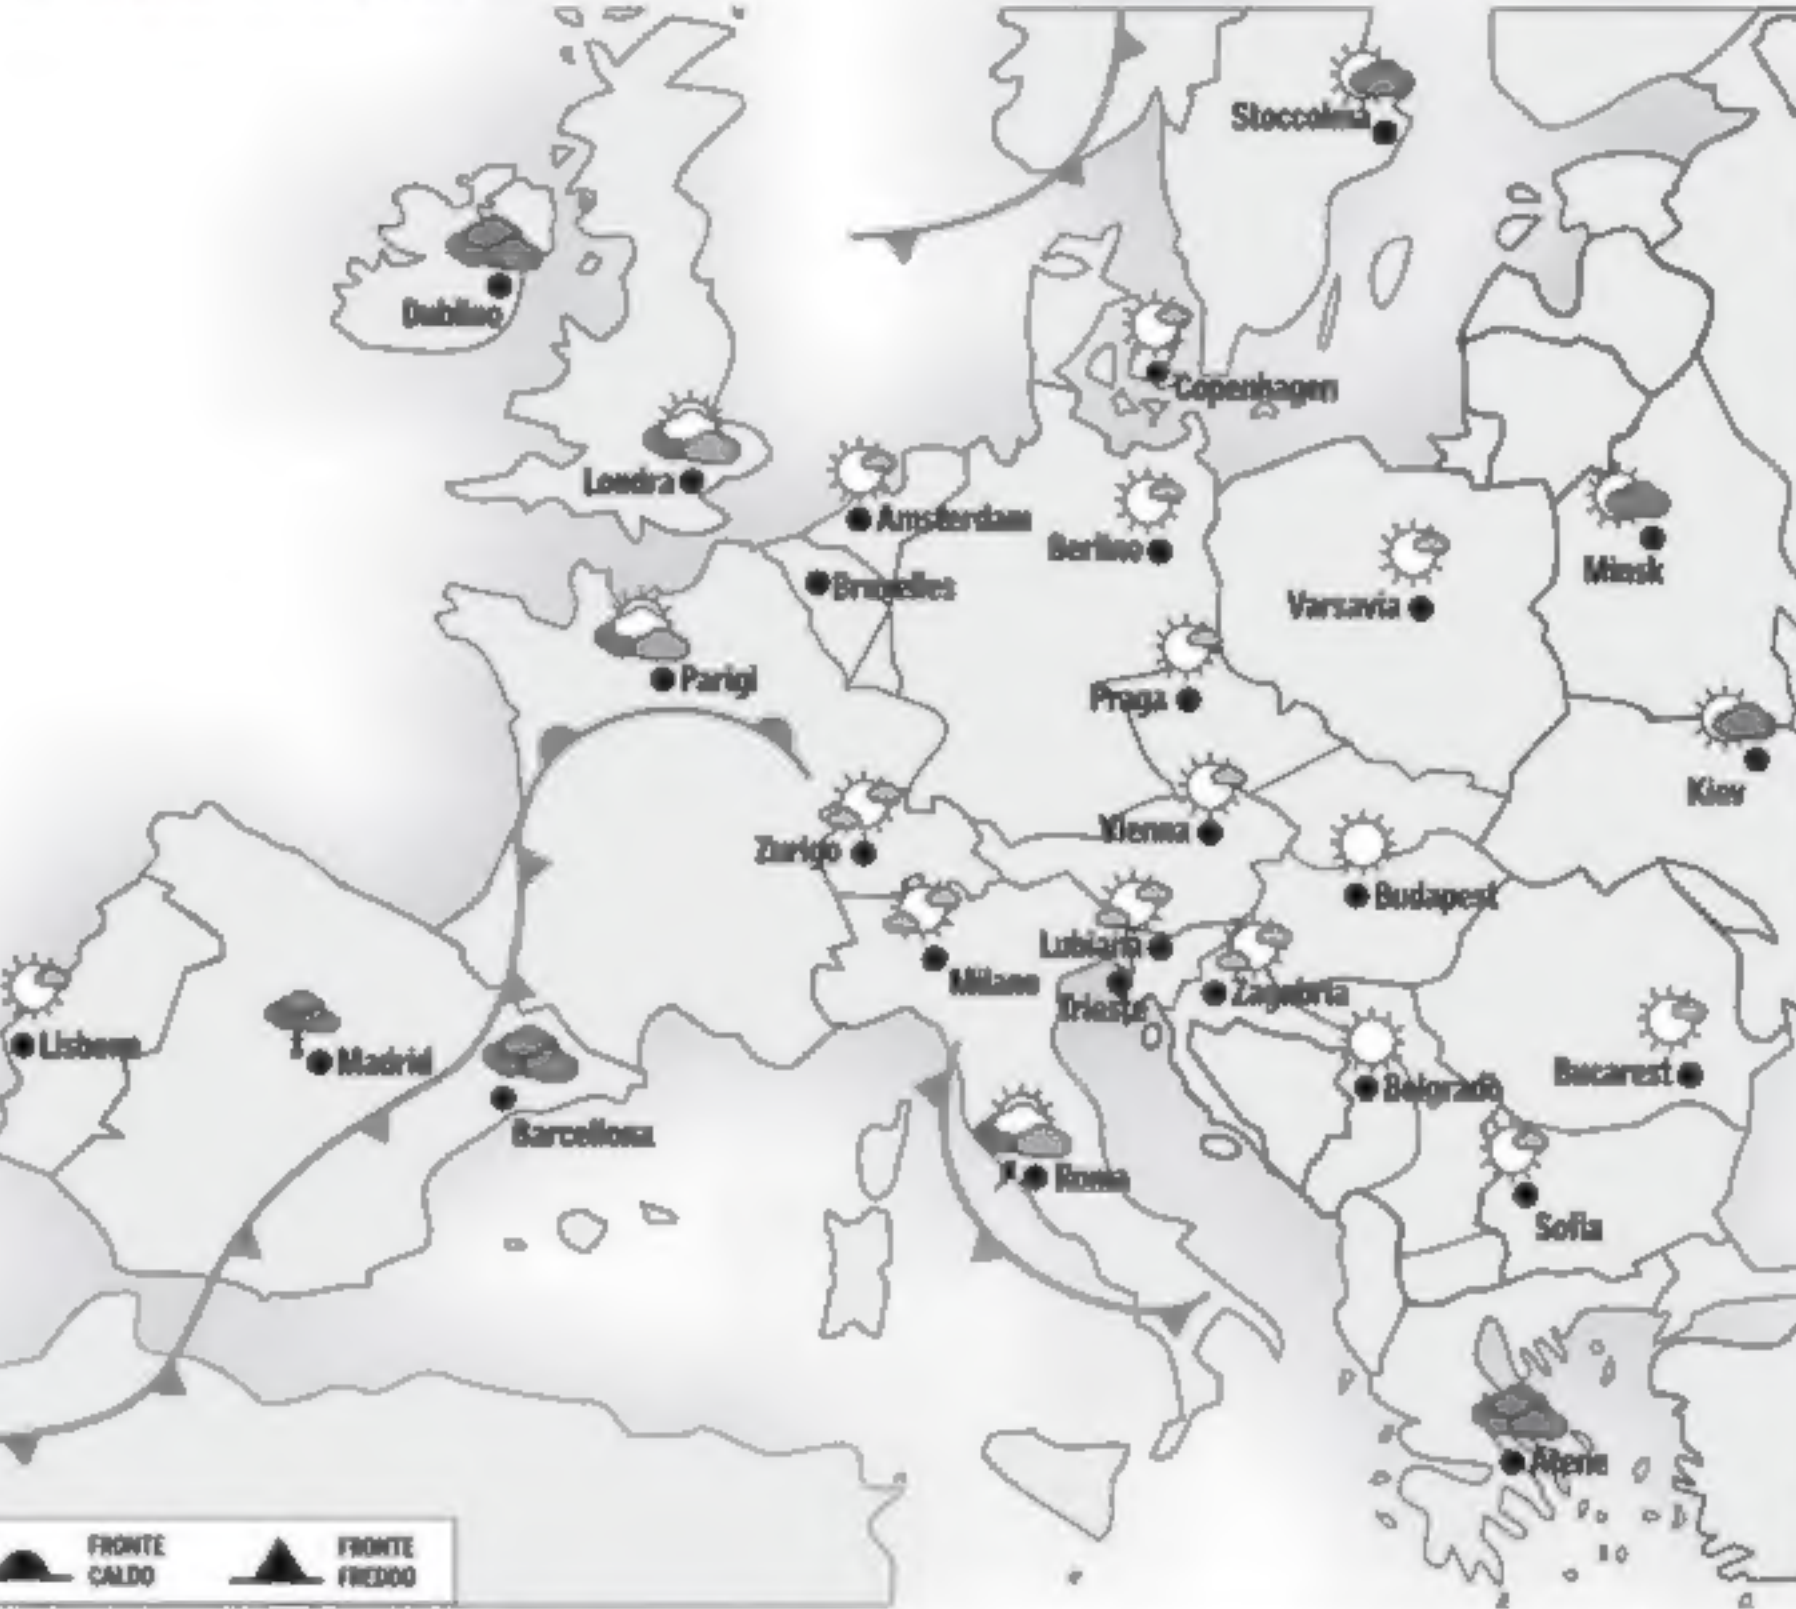 Stoccolma
Dublino
Copenhagen
Londra
Amsterdam
Berlino
Minsk
Bruxelles
Varsavia
Parigi
Praga
Kiev
Vienna
Zurigo
Budapest
Lubiana
Milano
Zagabria
Trieste
Lisbona
Madrid
Belgrado
Bucarest
Barcellona
Roma
Sofia
Atene
FRONTE
CALDO
FRONTE
FREDDO